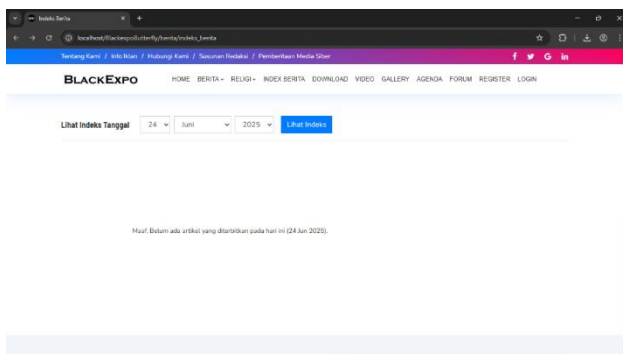 Indeks Berita
localhost/Blackexpobutterfly/berita/indeks_berita
Tentang Kami / Info Iklan / Hubungi Kami / Susunan Redaksi / Pemberitaan Media Siber
BLACKEXPO HOME BERITA RELIGI INDEX BERITA DOWNLOAD VIDEO GALLERY AGENDA FORUM REGISTER LOGIN
Lihat Indeks Tanggal 24 Juni 2025 Lihat Indeks
Maaf. Belum ada artikel yang diterbitkan pada hari ini (24 Jun 2025).